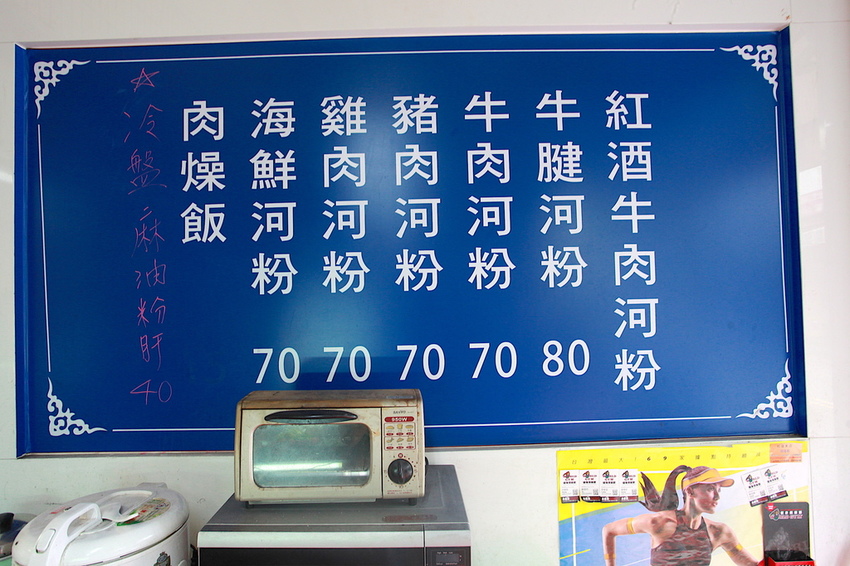 紅酒牛肉河粉
牛腱河粉 80
牛肉河粉 70
豬肉河粉 70
雞肉河粉 70
海鮮河粉 70
肉燥飯
☆冷盤 麻油粉肝 40
950W